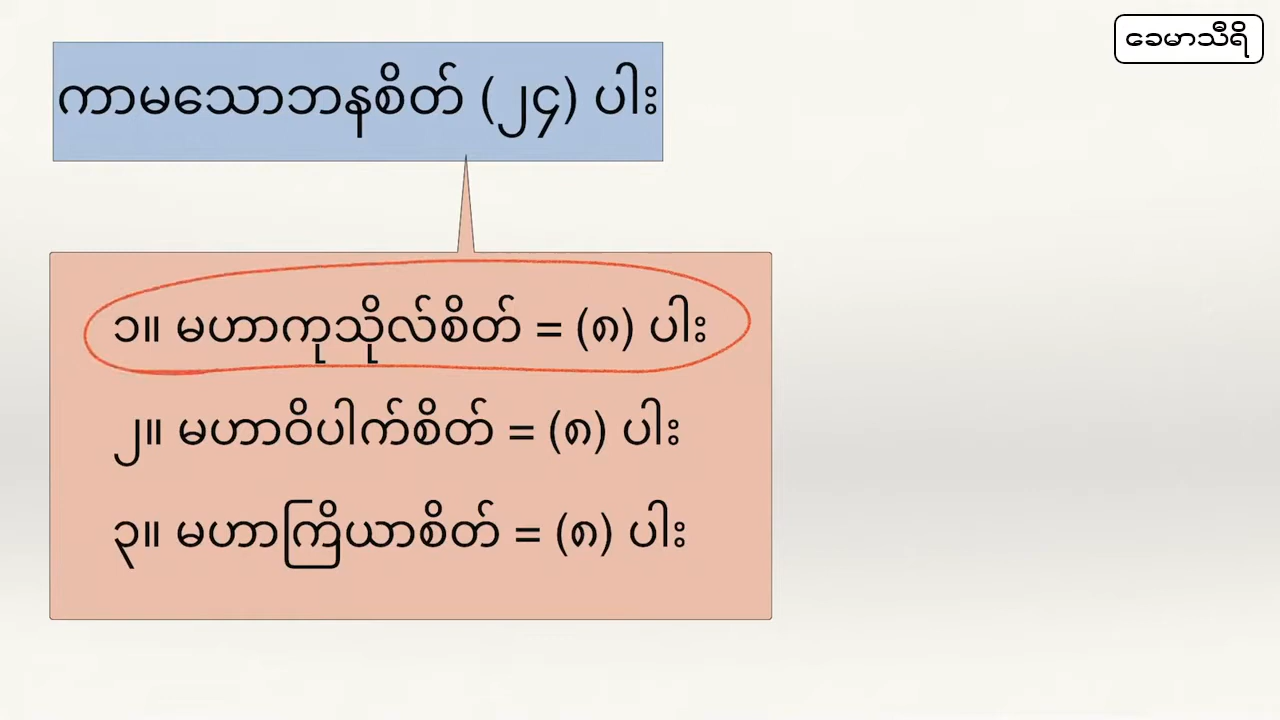 ခေမာသီရိ
ကာမသောဘနစိတ် (၂၄) ပါး
၁။ မဟာကုသိုလ်စိတ် = (၈) ပါး
၂။ မဟာဝိပါက်စိတ် = (၈) ပါး
၃။ မဟာကြိယာစိတ် = (၈) ပါး